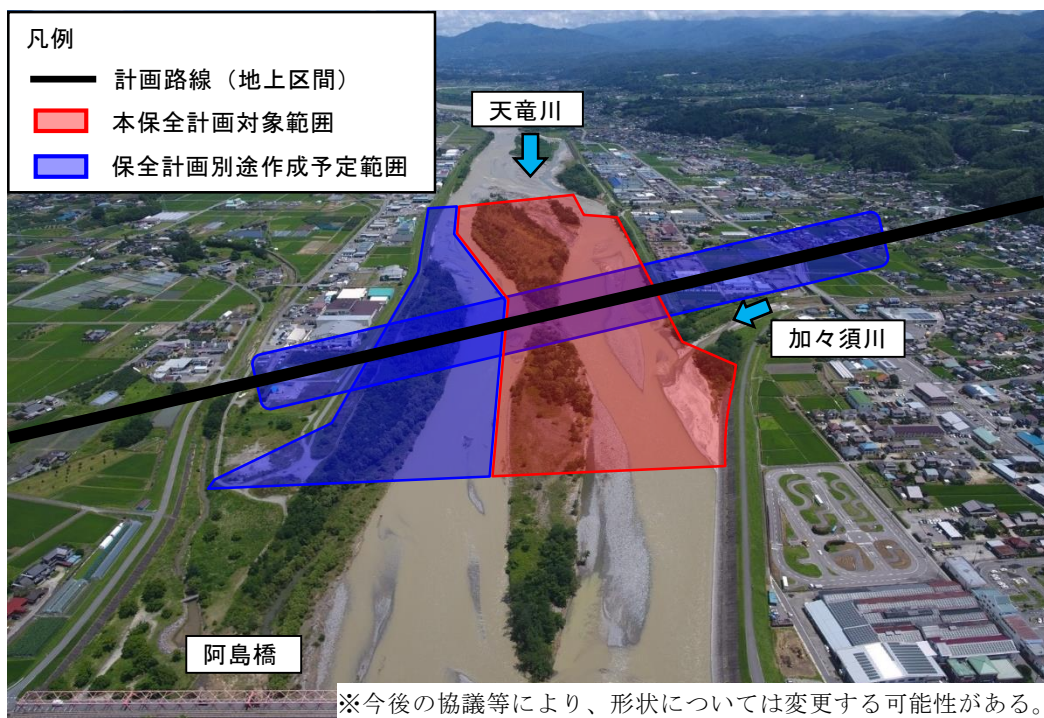 凡例
計画路線（地上区間）
本保全計画対象範囲
保全計画別途作成予定範囲
天竜川
加々須川
阿島橋
※今後の協議等により、形状については変更する可能性がある。